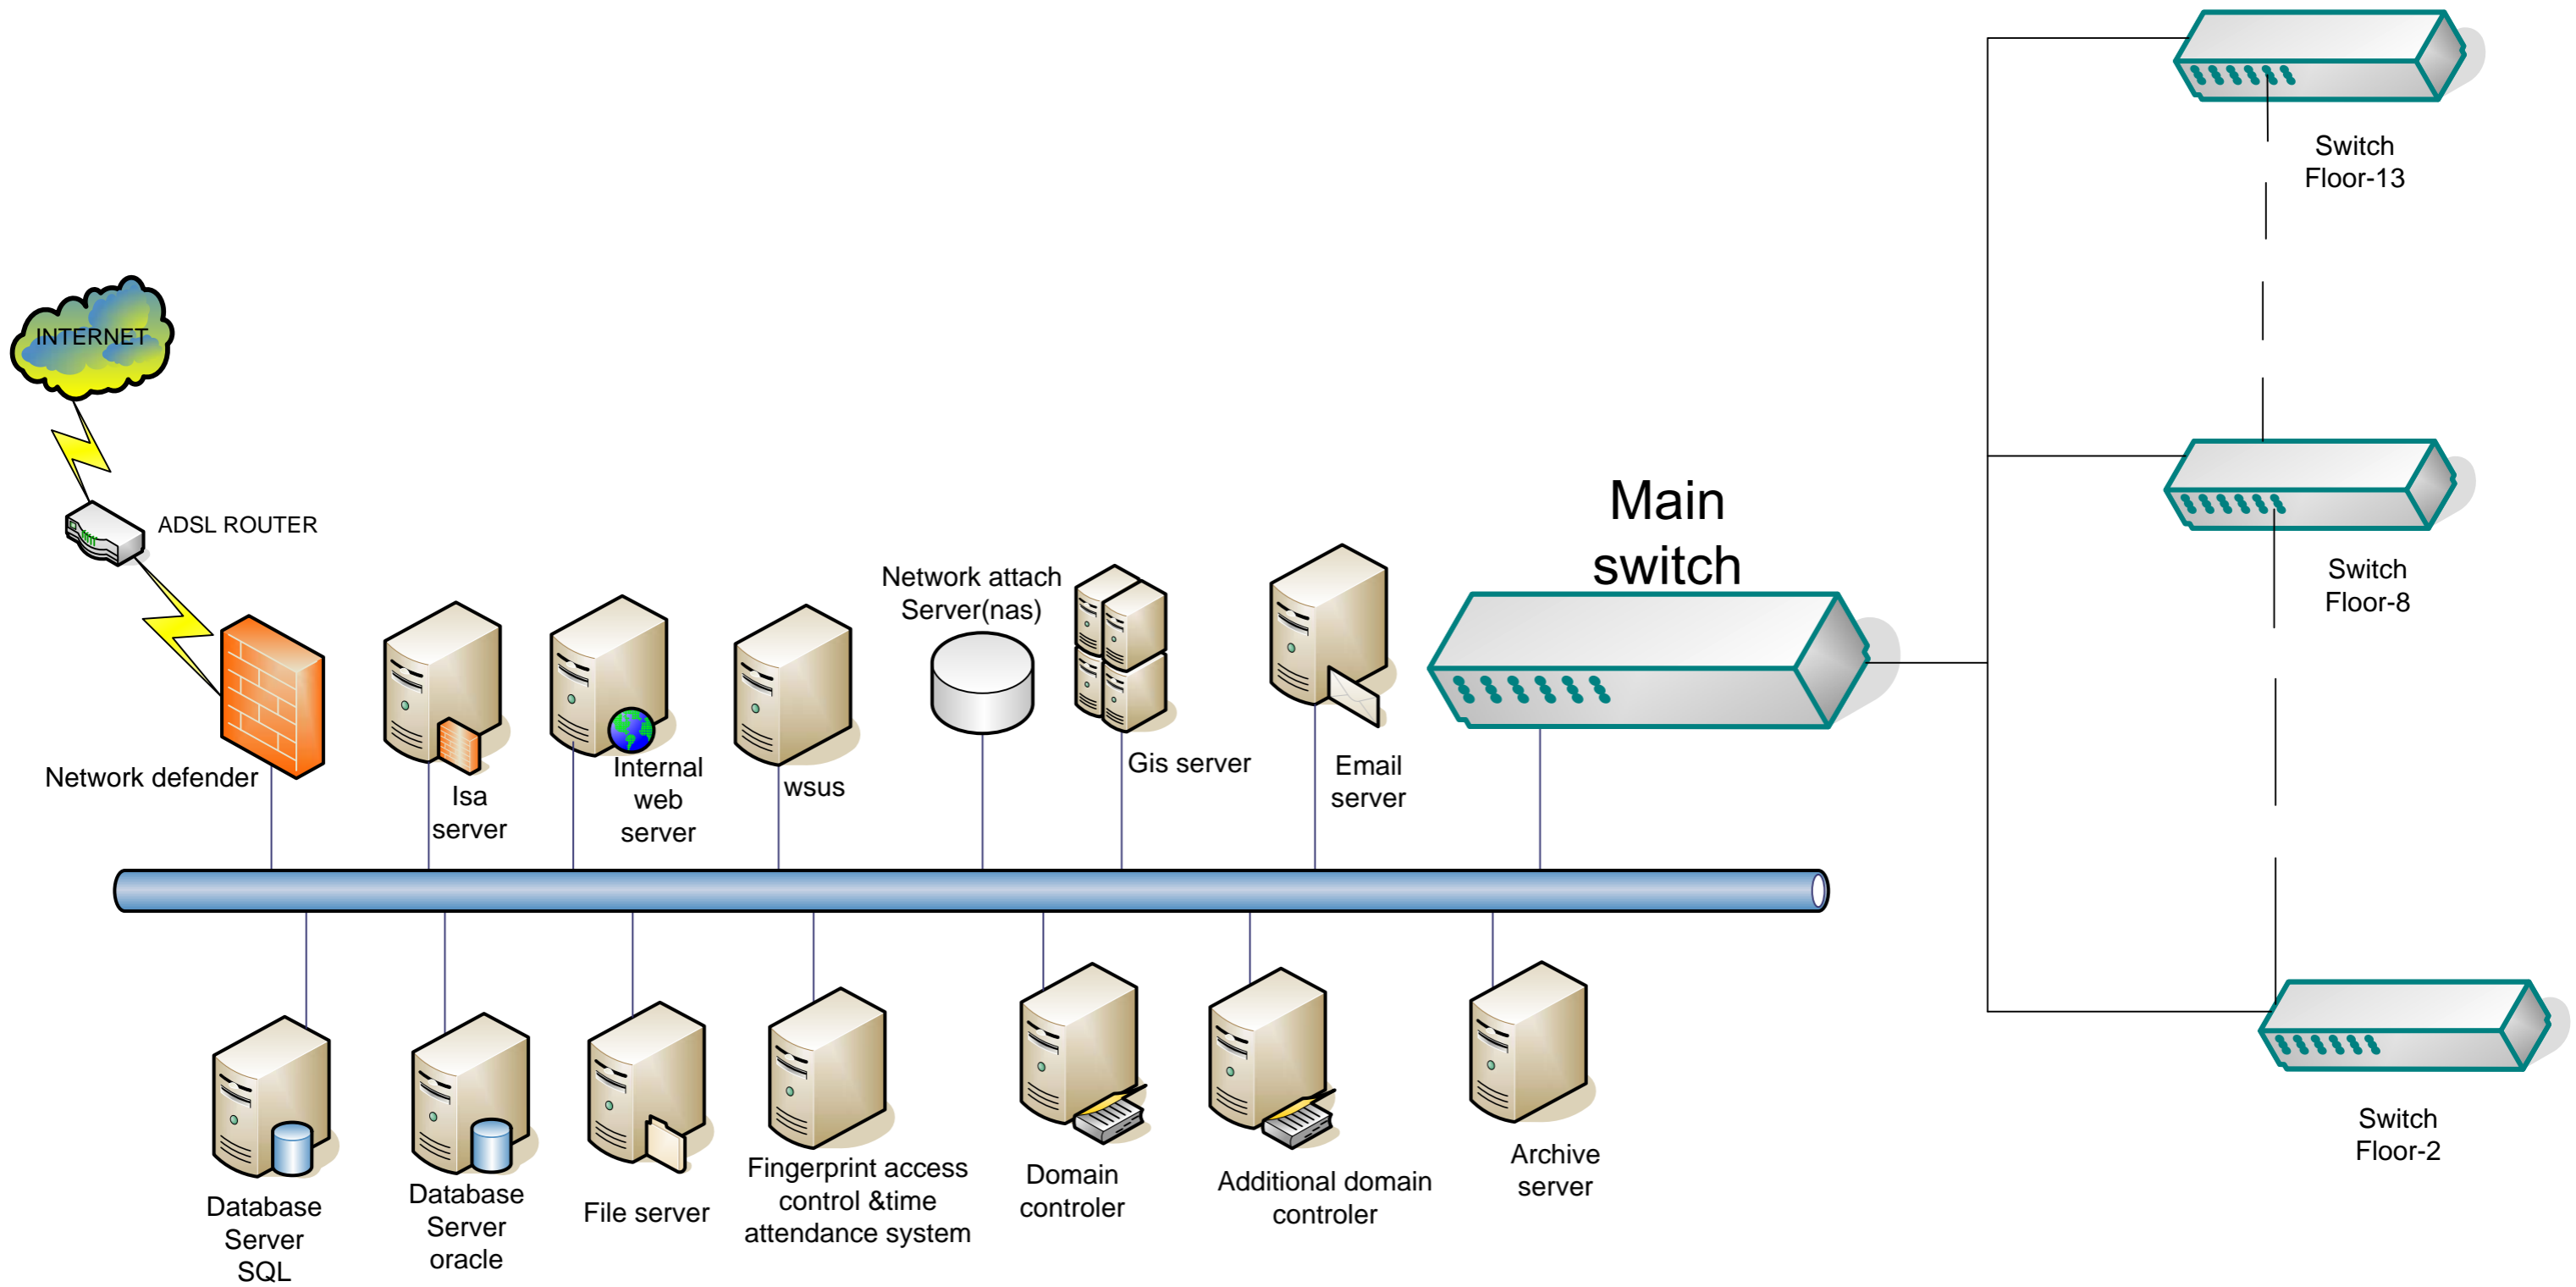 Switch
Floor-13
INTERNET
ADSL ROUTER
Main
switch
Network attach
Server(nas)
Switch
Floor-8
Network defender
Isa
server
Internal
web
server
wsus
Gis server
Email
server
Database
Server
SQL
Database
Server
oracle
File server
Fingerprint access
control &time
attendance system
Domain
controler
Additional domain
controler
Archive
server
Switch
Floor-2